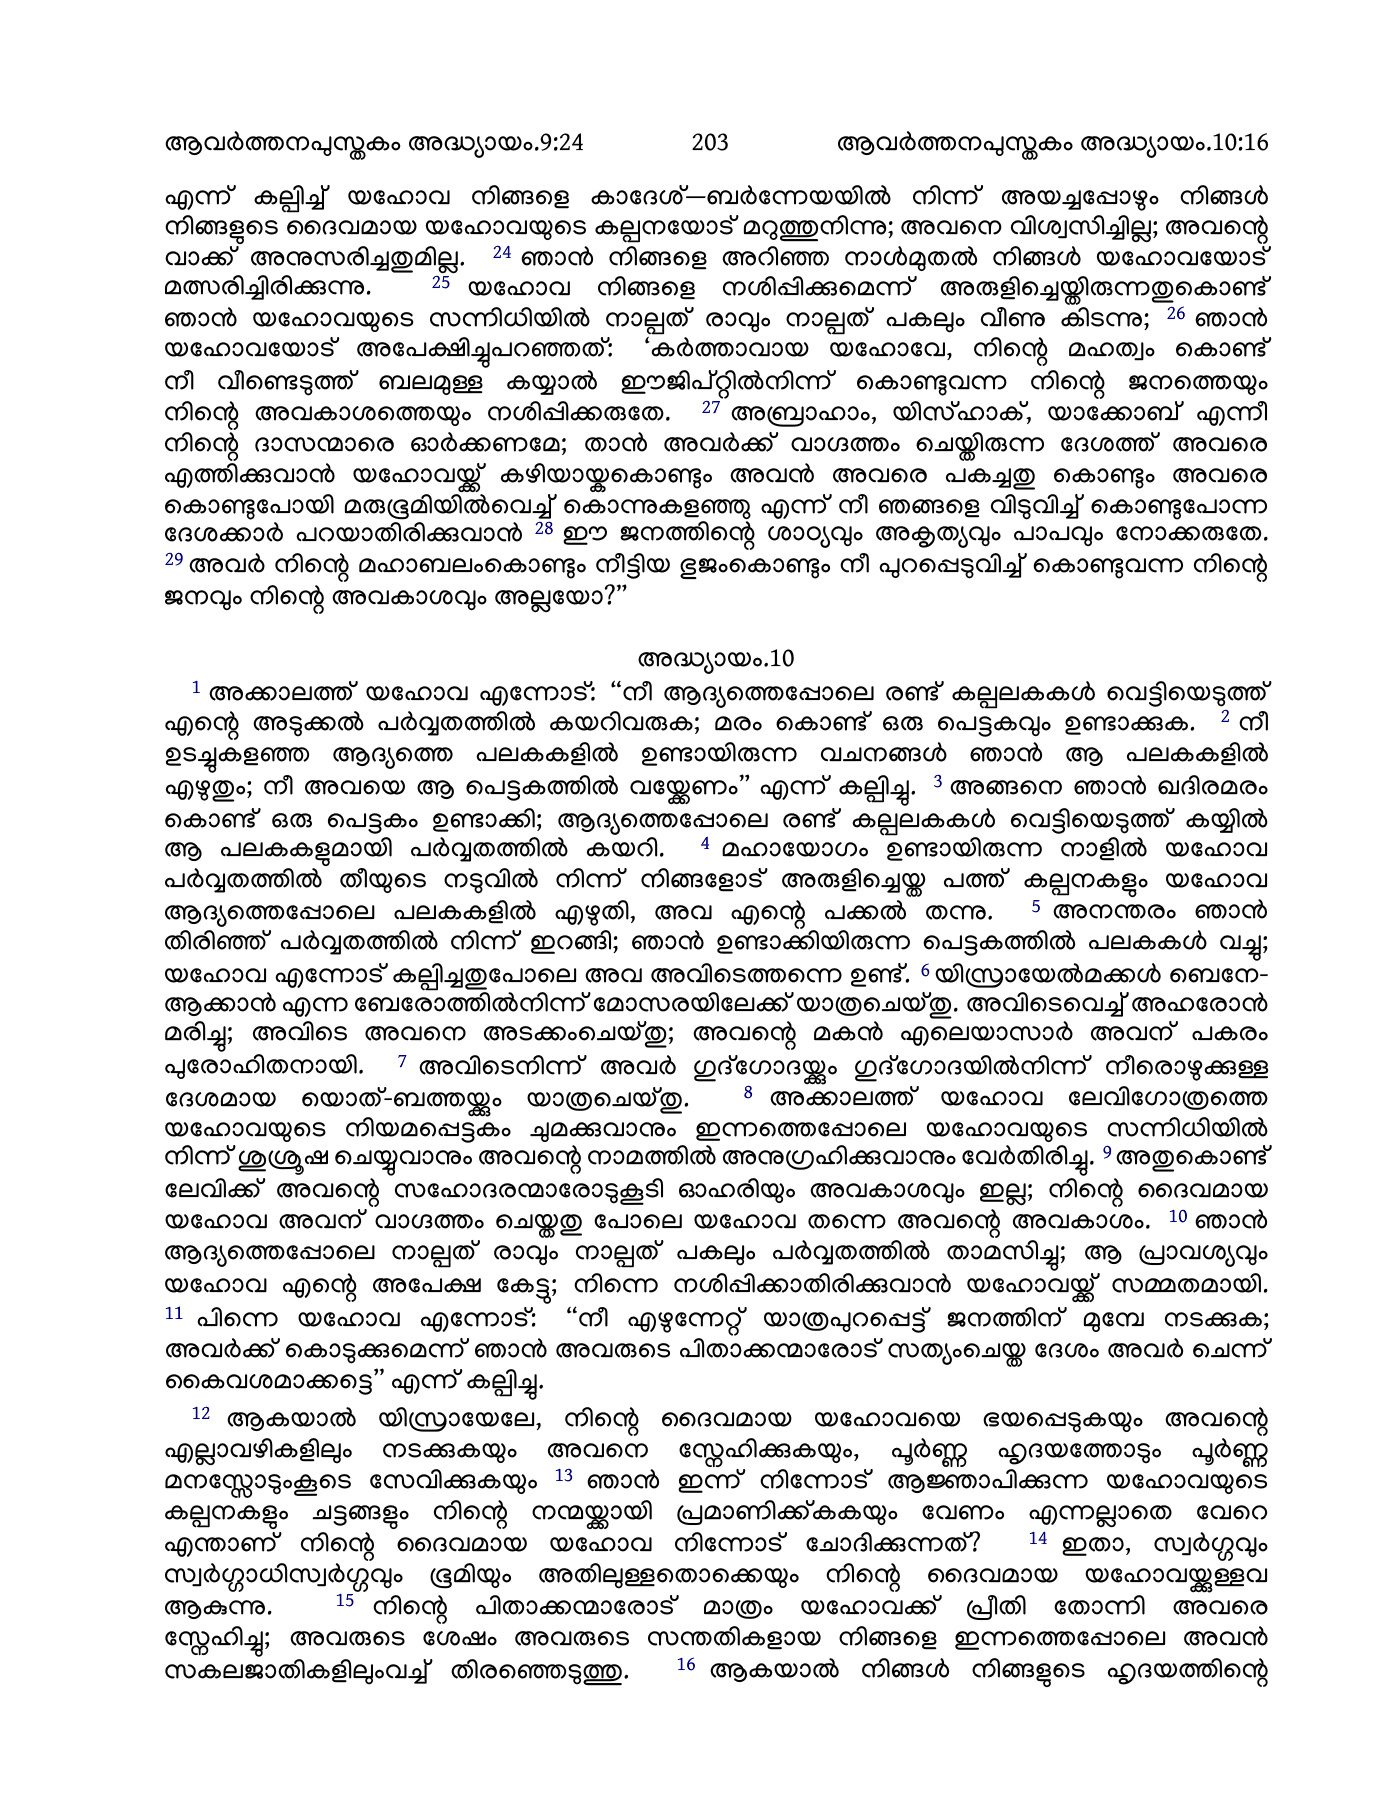 ആവർത്തനപുസ്തകം അദ്ധ്യായം.9:24 203 ആവർത്തനപുസ്തകം അദ്ധ്യായം.10:16
എന്ന് കല്പിച്ച് യഹോവ നിങ്ങളെ കാദേശ്—ബർന്നേയയിൽ നിന്ന് അയച്ചപ്പോഴും നിങ്ങൾ
നിങ്ങളുടെ ദൈവമായ യഹോവയുടെ കല്പനയോട് മറുത്തുനിന്നു; അവനെ വിശ്വസിച്ചില്ല; അവന്റെ
വാക്ക് അനുസരിച്ചതുമില്ല. 24 ഞാൻ നിങ്ങളെ അറിഞ്ഞ നാൾമുതൽ നിങ്ങൾ യഹോവയോട്
മത്സരിച്ചിരിക്കുന്നു. 25 യഹോവ നിങ്ങളെ നശിപ്പിക്കുമെന്ന് അരുളിച്ചെയ്തിരുന്നതുകൊണ്ട്
ഞാൻ യഹോവയുടെ സന്നിധിയിൽ നാല്പത് രാവും നാല്പത് പകലും വീണു കിടന്നു; 26 ഞാൻ
യഹോവയോട് അപേക്ഷിച്ചുപറഞ്ഞത്: ‘കർത്താവായ യഹോവേ, നിന്റെ മഹത്വം കൊണ്ട്
നീ വീണ്ടെടുത്ത് ബലമുള്ള കയ്യാൽ ഈജിപ്റ്റിൽനിന്ന് കൊണ്ടുവന്ന നിന്റെ ജനത്തെയും
നിന്റെ അവകാശത്തെയും നശിപ്പിക്കരുതേ. 27 അബ്രാഹാം, യിസ്ഹാക്, യാക്കോബ് എന്നീ
നിന്റെ ദാസന്മാരെ ഓർക്കണമേ; താൻ അവർക്ക് വാഗ്ദത്തം ചെയ്തിരുന്ന ദേശത്ത് അവരെ
എത്തിക്കുവാൻ യഹോവയ്ക്ക് കഴിയായ്കകൊണ്ടും അവൻ അവരെ പകച്ചതു കൊണ്ടും അവരെ
കൊണ്ടുപോയി മരുഭൂമിയിൽവെച്ച് കൊന്നുകളഞ്ഞു എന്ന് നീ ഞങ്ങളെ വിടുവിച്ച് കൊണ്ടുപോന്ന
ദേശക്കാർ പറയാതിരിക്കുവാൻ 28 ഈ ജനത്തിന്റെ ശാഠ്യവും അകൃത്യവും പാപവും നോക്കരുതേ.
29 അവർ നിന്റെ മഹാബലംകൊണ്ടും നീട്ടിയ ഭുജംകൊണ്ടും നീ പുറപ്പെടുവിച്ച് കൊണ്ടുവന്ന നിന്റെ
ജനവും നിന്റെ അവകാശവും അല്ലയോ?”
അദ്ധ്യായം.10
1 അക്കാലത്ത് യഹോവ എന്നോട്: “നീ ആദ്യത്തെപ്പോലെ രണ്ട് കല്പലകകൾ വെട്ടിയെടുത്ത്
എന്റെ അടുക്കൽ പർവ്വതത്തിൽ കയറിവരുക; മരം കൊണ്ട് ഒരു പെട്ടകവും ഉണ്ടാക്കുക. 2 നീ
ഉടച്ചുകളഞ്ഞ ആദ്യത്തെ പലകകളിൽ ഉണ്ടായിരുന്ന വചനങ്ങൾ ഞാൻ ആ പലകകളിൽ
എഴുതും; നീ അവയെ ആ പെട്ടകത്തിൽ വയ്ക്കേണം” എന്ന് കല്പിച്ചു. 3 അങ്ങനെ ഞാൻ ഖദിരമരം
കൊണ്ട് ഒരു പെട്ടകം ഉണ്ടാക്കി; ആദ്യത്തെപ്പോലെ രണ്ട് കല്പലകകൾ വെട്ടിയെടുത്ത് കയ്യിൽ
ആ പലകകളുമായി പർവ്വതത്തിൽ കയറി. 4 മഹായോഗം ഉണ്ടായിരുന്ന നാളിൽ യഹോവ
പർവ്വതത്തിൽ തീയുടെ നടുവിൽ നിന്ന് നിങ്ങളോട് അരുളിച്ചെയ്ത പത്ത് കല്പനകളും യഹോവ
ആദ്യത്തെപ്പോലെ പലകകളിൽ എഴുതി, അവ എന്റെ പക്കൽ തന്നു. 5 അനന്തരം ഞാൻ
തിരിഞ്ഞ് പർവ്വതത്തിൽ നിന്ന് ഇറങ്ങി; ഞാൻ ഉണ്ടാക്കിയിരുന്ന പെട്ടകത്തിൽ പലകകൾ വച്ചു;
യഹോവ എന്നോട് കല്പിച്ചതുപോലെ അവ അവിടെത്തന്നെ ഉണ്ട്. 6 യിസ്രായേൽമക്കൾ ബെനേ-
ആക്കാൻ എന്ന ബേരോത്തിൽനിന്ന് മോസരയിലേക്ക് യാത്രചെയ്തു. അവിടെവെച്ച് അഹരോൻ
മരിച്ചു; അവിടെ അവനെ അടക്കംചെയ്തു; അവന്റെ മകൻ എലെയാസാർ അവന് പകരം
പുരോഹിതനായി. 7 അവിടെനിന്ന് അവർ ഗുദ്ഗോദയ്ക്കും ഗുദ്ഗോദയിൽനിന്ന് നീരൊഴുക്കുള്ള
ദേശമായ യൊത്-ബത്തയ്ക്കും യാത്രചെയ്തു. 8 അക്കാലത്ത് യഹോവ ലേവിഗോത്രത്തെ
യഹോവയുടെ നിയമപ്പെട്ടകം ചുമക്കുവാനും ഇന്നത്തെപ്പോലെ യഹോവയുടെ സന്നിധിയിൽ
നിന്ന് ശുശ്രൂഷ ചെയ്യുവാനും അവന്റെ നാമത്തിൽ അനുഗ്രഹിക്കുവാനും വേർതിരിച്ചു. 9 അതുകൊണ്ട്
ലേവിക്ക് അവന്റെ സഹോദരന്മാരോടുകൂടി ഓഹരിയും അവകാശവും ഇല്ല; നിന്റെ ദൈവമായ
യഹോവ അവന് വാഗ്ദത്തം ചെയ്തതു പോലെ യഹോവ തന്നെ അവന്റെ അവകാശം. 10 ഞാൻ
ആദ്യത്തെപ്പോലെ നാല്പത് രാവും നാല്പത് പകലും പർവ്വതത്തിൽ താമസിച്ചു; ആ പ്രാവശ്യവും
യഹോവ എന്റെ അപേക്ഷ കേട്ടു; നിന്നെ നശിപ്പിക്കാതിരിക്കുവാൻ യഹോവയ്ക്ക് സമ്മതമായി.
11 പിന്നെ യഹോവ എന്നോട്: “നീ എഴുന്നേറ്റ് യാത്രപുറപ്പെട്ട് ജനത്തിന് മുമ്പേ നടക്കുക;
അവർക്ക് കൊടുക്കുമെന്ന് ഞാൻ അവരുടെ പിതാക്കന്മാരോട് സത്യംചെയ്ത ദേശം അവർ ചെന്ന്
കൈവശമാക്കട്ടെ” എന്ന് കല്പിച്ചു.
12 ആകയാൽ യിസ്രായേലേ, നിന്റെ ദൈവമായ യഹോവയെ ഭയപ്പെടുകയും അവന്റെ
എല്ലാവഴികളിലും നടക്കുകയും അവനെ സ്നേഹിക്കുകയും, പൂർണ്ണ ഹൃദയത്തോടും പൂർണ്ണ
മനസ്സോടുംകൂടെ സേവിക്കുകയും 13 ഞാൻ ഇന്ന് നിന്നോട് ആജ്ഞാപിക്കുന്ന യഹോവയുടെ
കല്പനകളും ചട്ടങ്ങളും നിന്റെ നന്മയ്ക്കായി പ്രമാണിക്ക്കകയും വേണം എന്നല്ലാതെ വേറെ
എന്താണ് നിന്റെ ദൈവമായ യഹോവ നിന്നോട് ചോദിക്കുന്നത്? 14 ഇതാ, സ്വർഗ്ഗവും
സ്വർഗ്ഗാധിസ്വർഗ്ഗവും ഭൂമിയും അതിലുള്ളതൊക്കെയും നിന്റെ ദൈവമായ യഹോവയ്ക്കുള്ളവ
ആകുന്നു. 15 നിന്റെ പിതാക്കന്മാരോട് മാത്രം യഹോവക്ക് പ്രീതി തോന്നി അവരെ
സ്നേഹിച്ചു; അവരുടെ ശേഷം അവരുടെ സന്തതികളായ നിങ്ങളെ ഇന്നത്തെപ്പോലെ അവൻ
സകലജാതികളിലുംവച്ച് തിരഞ്ഞെടുത്തു. 16 ആകയാൽ നിങ്ങൾ നിങ്ങളുടെ ഹൃദയത്തിന്റെ